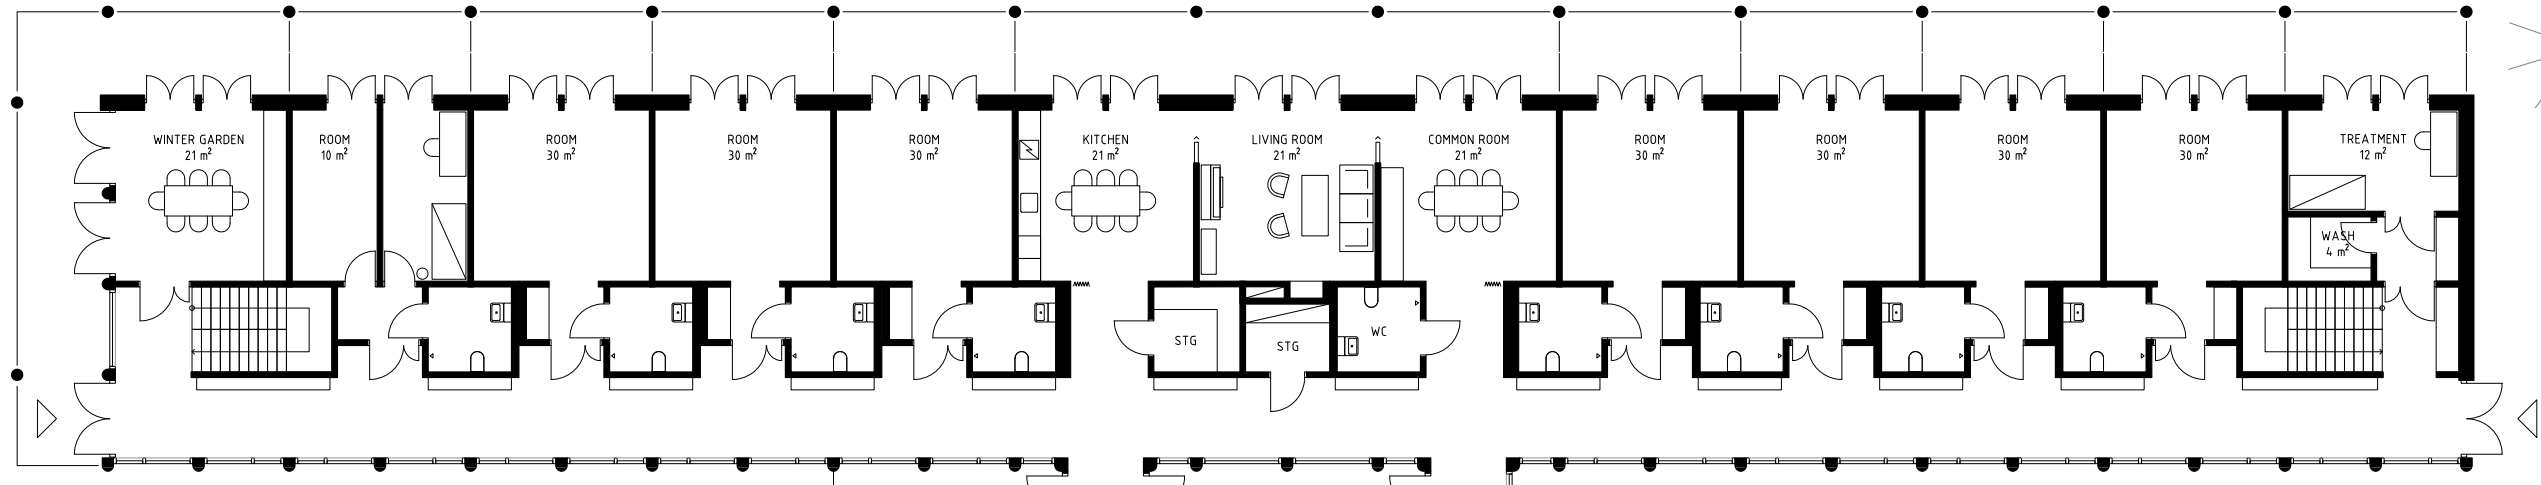 WINTER GARDEN
21 m²
ROOM
10 m²
ROOM
30 m²
ROOM
30 m²
ROOM
30 m²
KITCHEN
21 m²
LIVING ROOM
21 m²
COMMON ROOM
21 m²
ROOM
30 m²
ROOM
30 m²
ROOM
30 m²
ROOM
30 m²
TREATMENT
12 m²
WASH
4 m²
STG
STG
WC